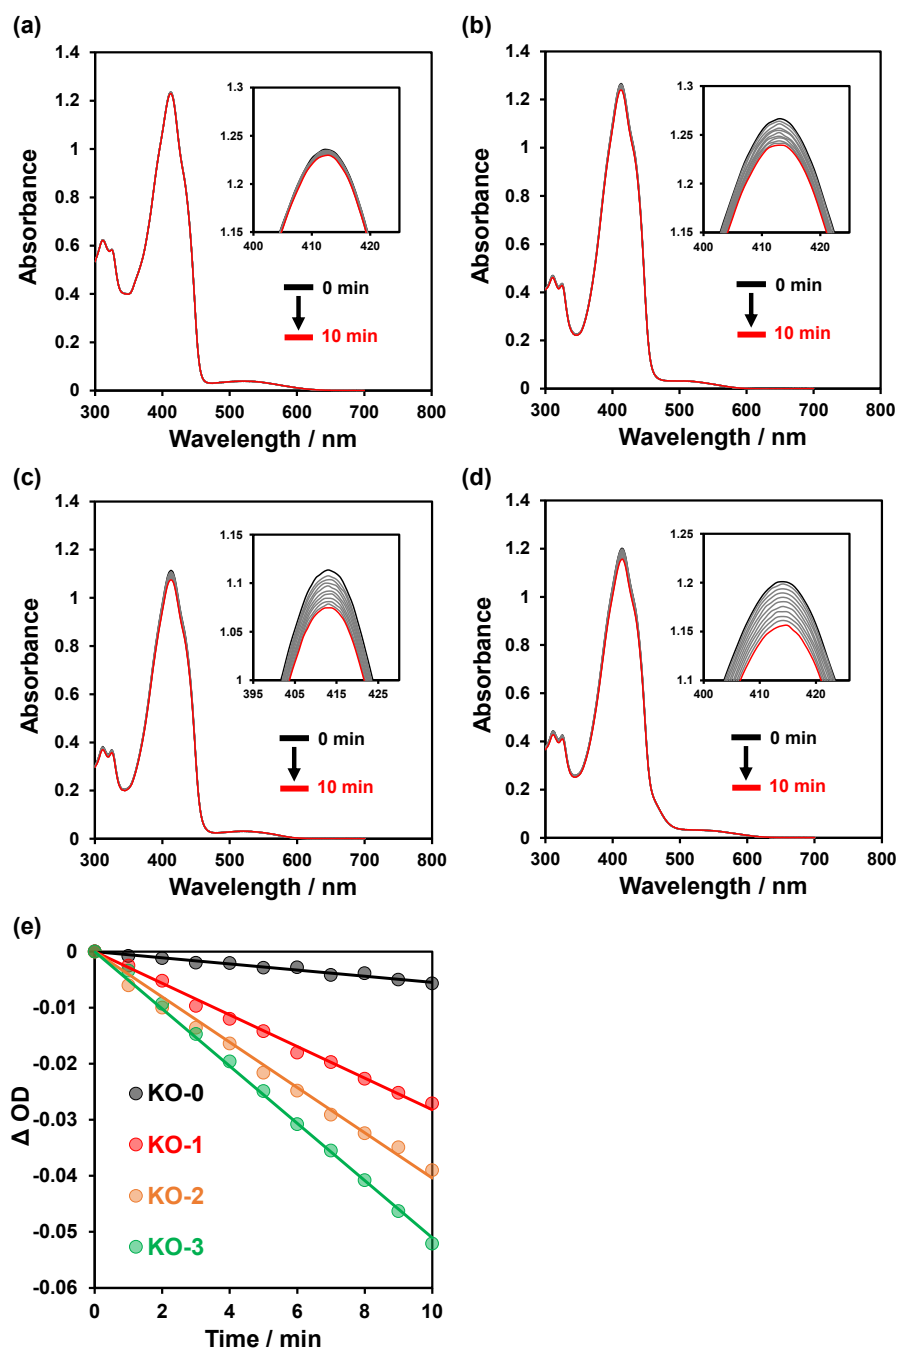 (a)
1.4
1.2
1
0.8
0.6
0.4
0.2
0
300 400 500 600 700 800
Absorbance
Wavelength / nm
1.3
1.25
1.2
1.15
400 410 420
0 min
10 min
(b)
1.4
1.2
1
0.8
0.6
0.4
0.2
0
300 400 500 600 700 800
Absorbance
Wavelength / nm
1.3
1.25
1.2
1.15
400 410 420
0 min
10 min
(c)
1.4
1.2
1
0.8
0.6
0.4
0.2
0
300 400 500 600 700 800
Absorbance
Wavelength / nm
1.15
1.1
1.05
1
395 405 415 425
0 min
10 min
(d)
1.4
1.2
1
0.8
0.6
0.4
0.2
0
300 400 500 600 700 800
Absorbance
Wavelength / nm
1.25
1.2
1.15
1.1
400 410 420
0 min
10 min
(e)
0
-0.01
-0.02
-0.03
-0.04
-0.05
-0.06
0 2 4 6 8 10
Δ OD
Time / min
KO-0
KO-1
KO-2
KO-3